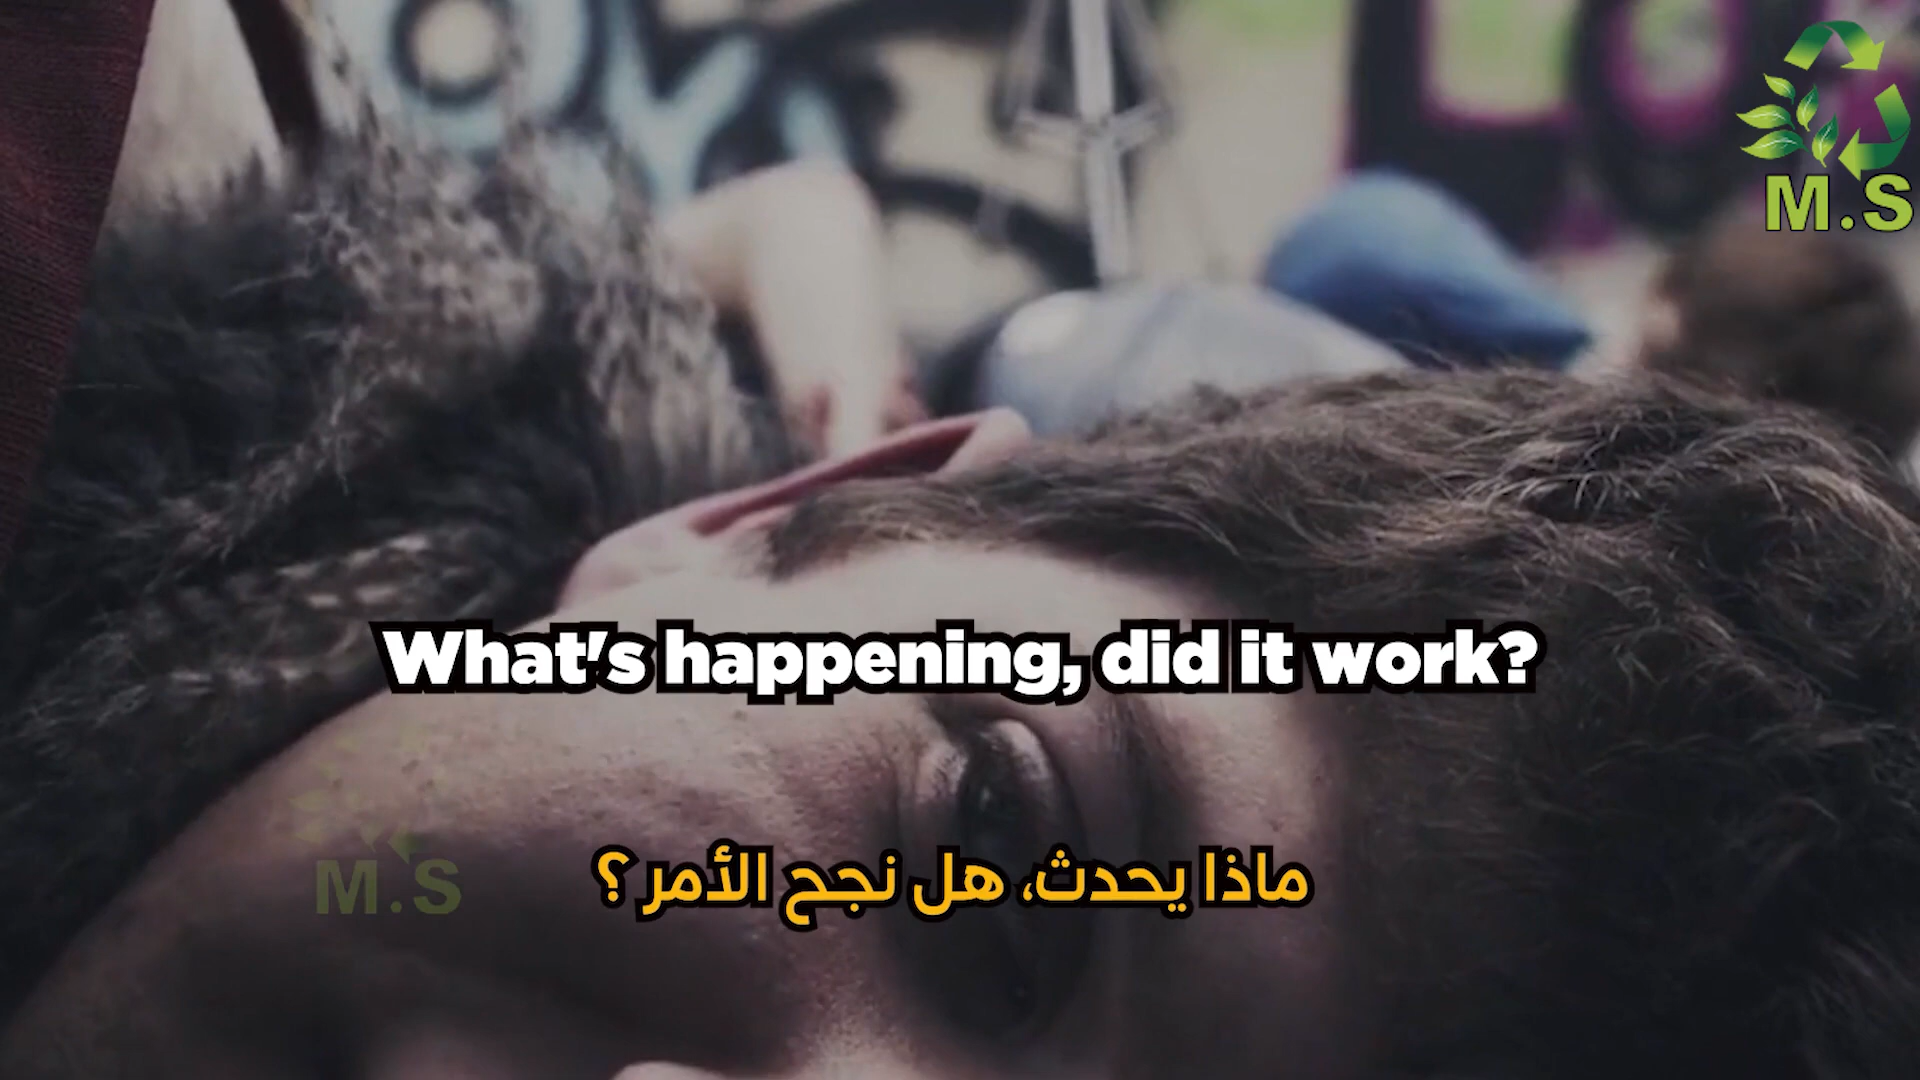 M.S
What's happening, did it work?
ماذا يحدث، هل نجح الأمر ؟
M.S